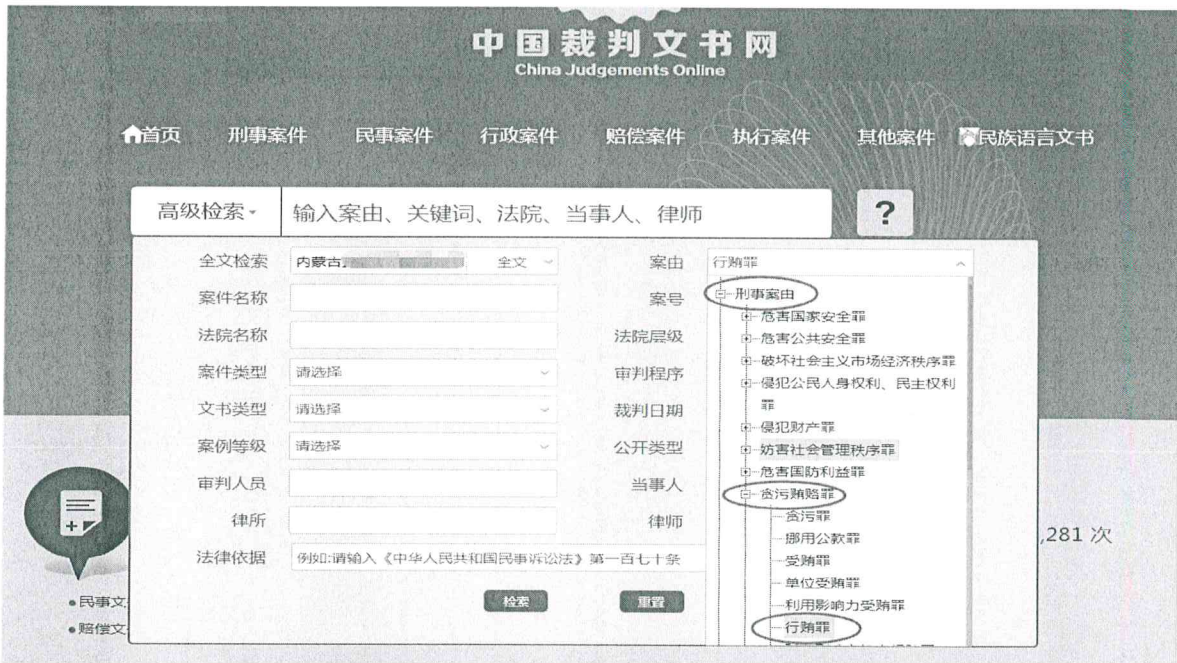 中国裁判文书网
China Judgements Online
首页 刑事案件 民事案件 行政案件 赔偿案件 执行案件 其他案件 民族语言文书
高级检索 输入案由、关键词、法院、当事人、律师 ?
全文检索 内蒙古 全文 案由 行贿罪
案件名称 案号 刑事案由
危害国家安全罪
法院名称 法院层级 危害公共安全罪
破坏社会主义市场经济秩序罪
案件类型 请选择 审判程序 侵犯公民人身权利、民主权利
罪
文书类型 请选择 裁判日期
侵犯财产罪
案例等级 请选择 公开类型 妨害社会管理秩序罪
危害国防利益罪
审判人员 当事人 贪污贿赂罪
贪污罪
律所 律师
挪用公款罪
,281 次
法律依据 例如:请输入《中华人民共和国民事诉讼法》第一百七十条 受贿罪
单位受贿罪
检索 重置 利用影响力受贿罪
民事文
行贿罪
赔偿文